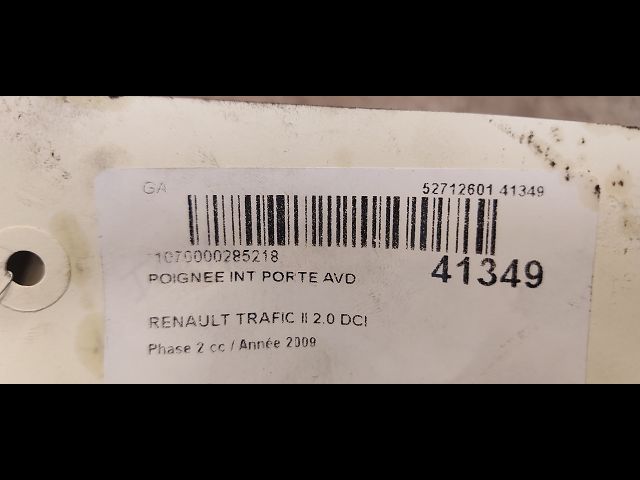 GA 52712601 41349
1070000285218
41349
POIGNEE INT PORTE AVD
RENAULT TRAFIC II 2.0 DCI
Phase 2 cc / Année 2009